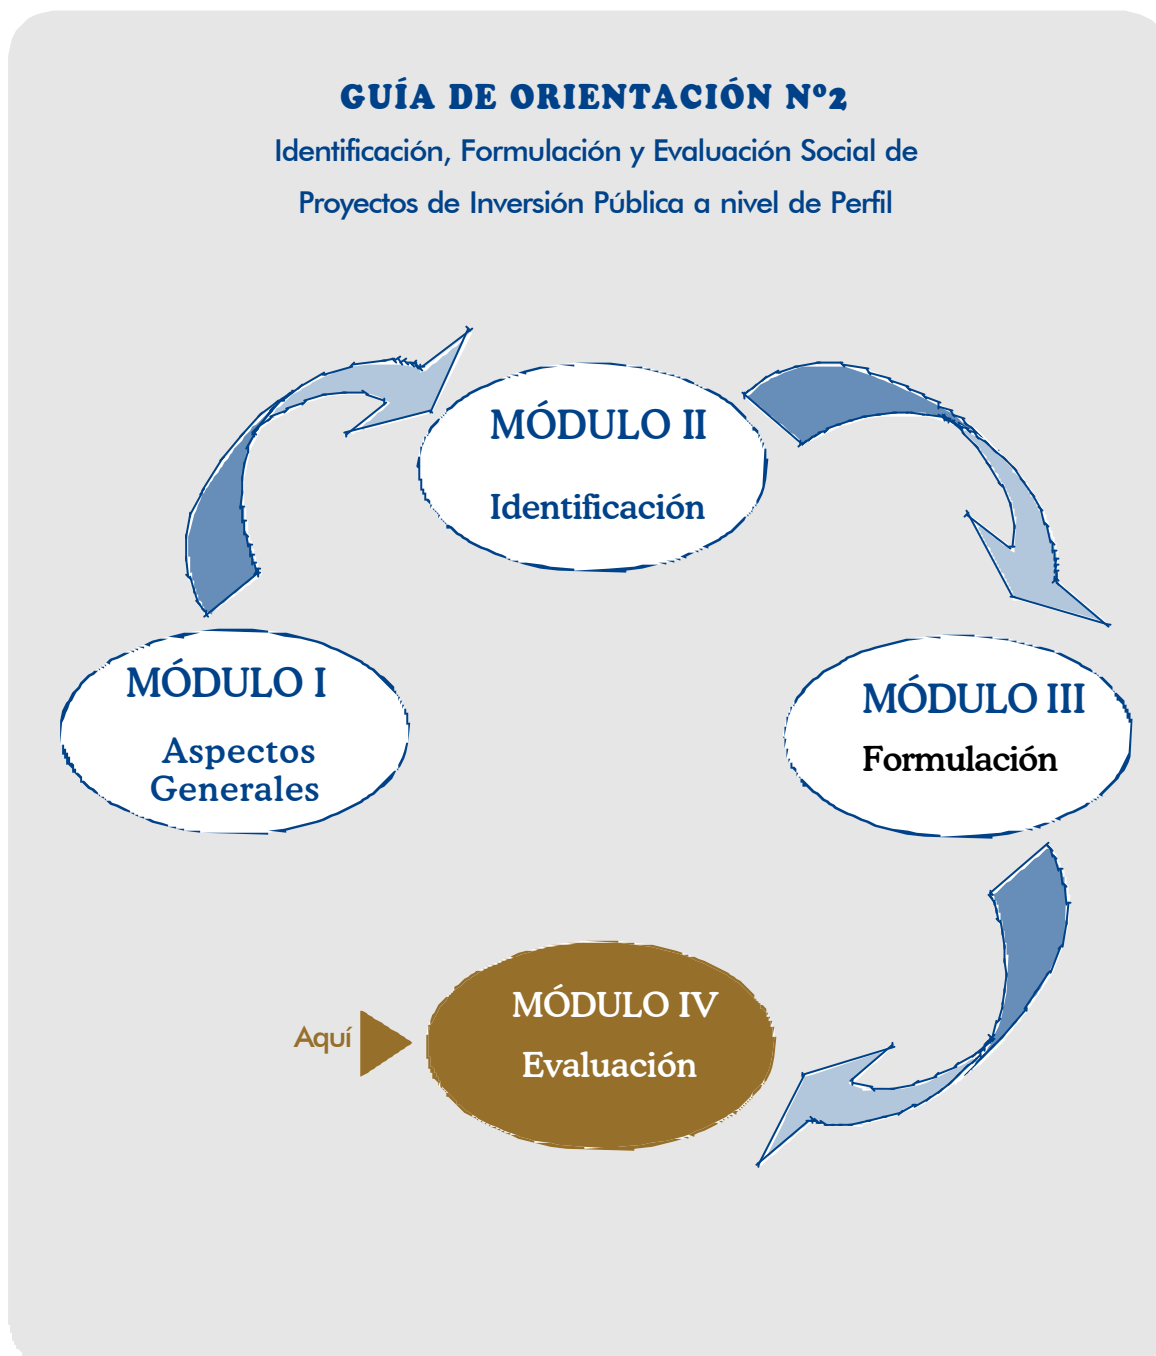 GUÍA DE ORIENTACIÓN Nº2
Identificación, Formulación y Evaluación Social de
Proyectos de Inversión Pública a nivel de Perfil
MÓDULO II
Identificación
MÓDULO I
Aspectos
Generales
MÓDULO III
Formulación
Aquí
MÓDULO IV
Evaluación